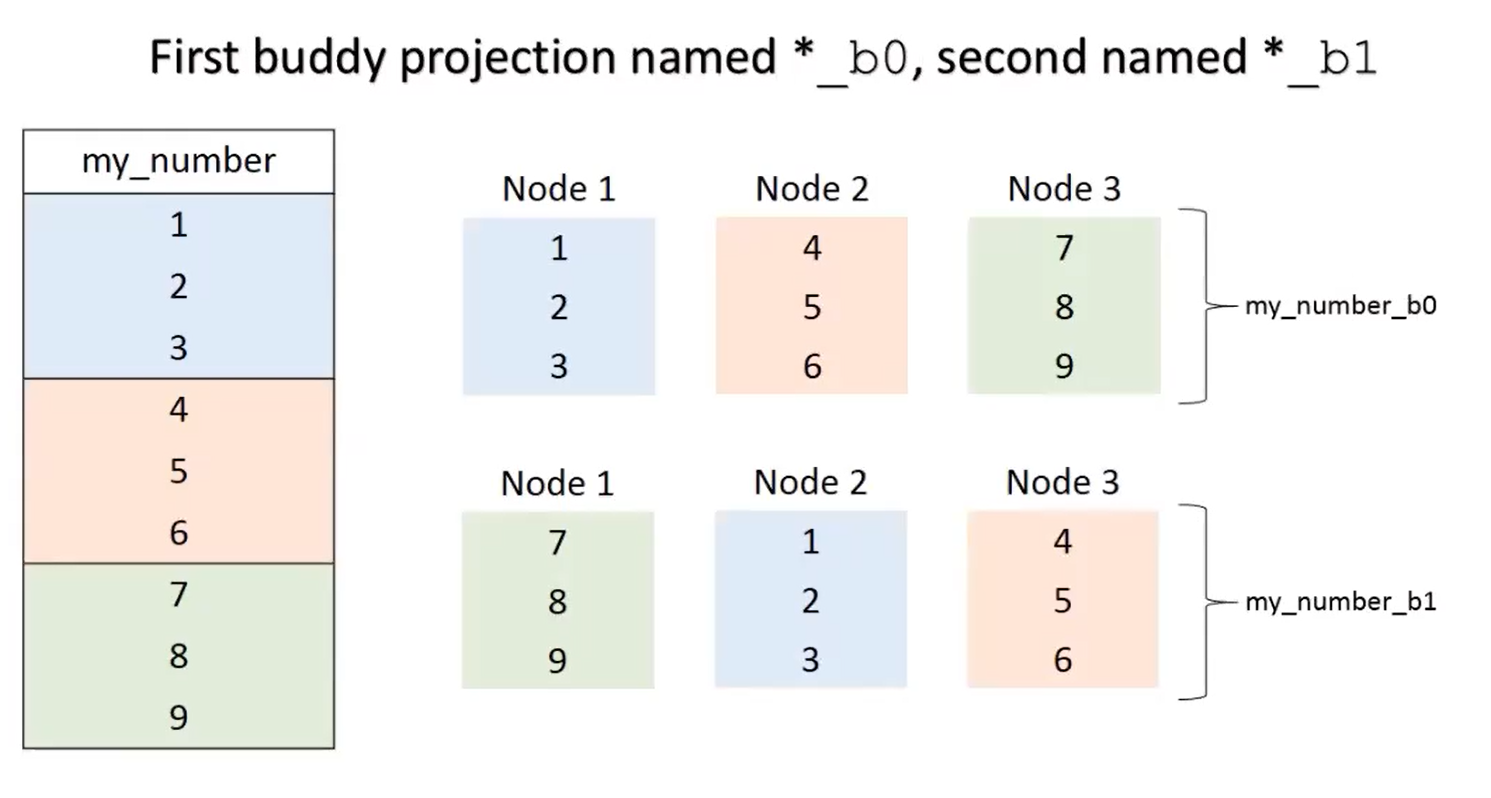 First buddy projection named *_b0, second named *_b1
my_number
1
2
3
4
5
6
7
8
9
Node 1 Node 2 Node 3
1 4 7
2 5 8
3 6 9
my_number_b0
Node 1 Node 2 Node 3
7 1 4
8 2 5
9 3 6
my_number_b1